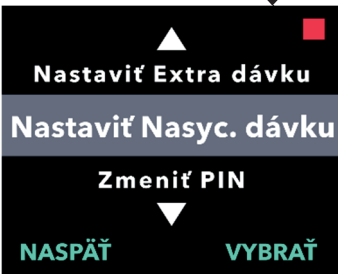 Nastaviť Extra dávku
Nastaviť Nasyc. dávku
Zmeniť PIN
NASPÄŤ VYBRAŤ